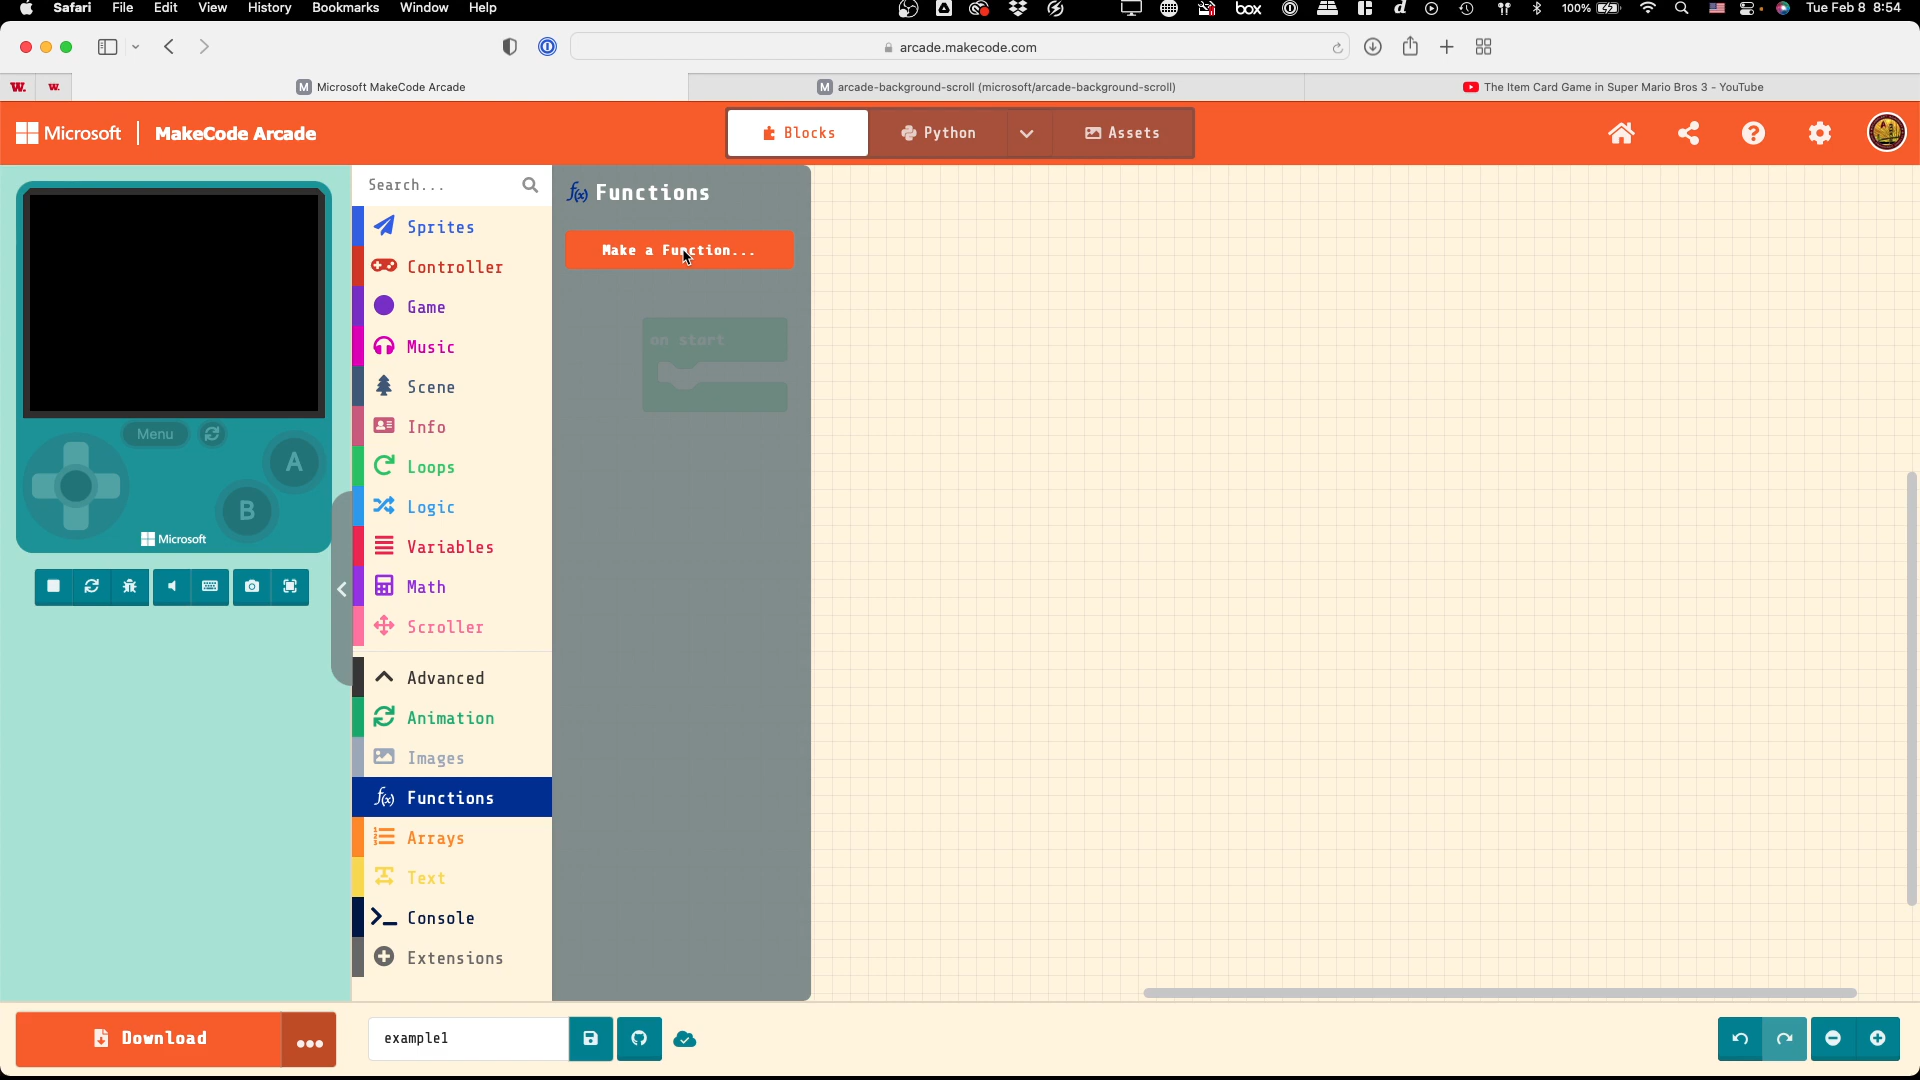 Safari File Edit View History Bookmarks Window Help box 100% Tue Feb 8 8:54
arcade.makecode.com
W. W. M Microsoft MakeCode Arcade M arcade-background-scroll (microsoft/arcade-background-scroll) The Item Card Game in Super Mario Bros 3 - YouTube
Microsoft MakeCode Arcade Blocks Python Assets
Search...
f(x) Functions
Make a Function...
on start
Menu
A
B
Microsoft
Sprites
Controller
Game
Music
Scene
Info
Loops
Logic
Variables
Math
Scroller
Advanced
Animation
Images
f(x) Functions
Arrays
Text
Console
Extensions
Download
example1